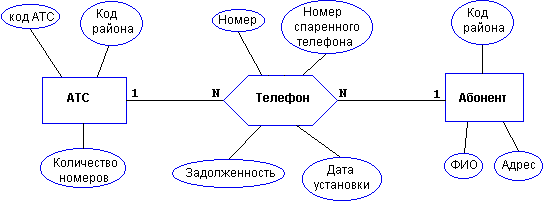 код АТС
Код
района
Номер
Номер
спаренного
телефона
Код
района
АТС
1
N
Телефон
N
1
Абонент
Количество
номеров
Задолженность
Дата
установки
ФИО
Адрес